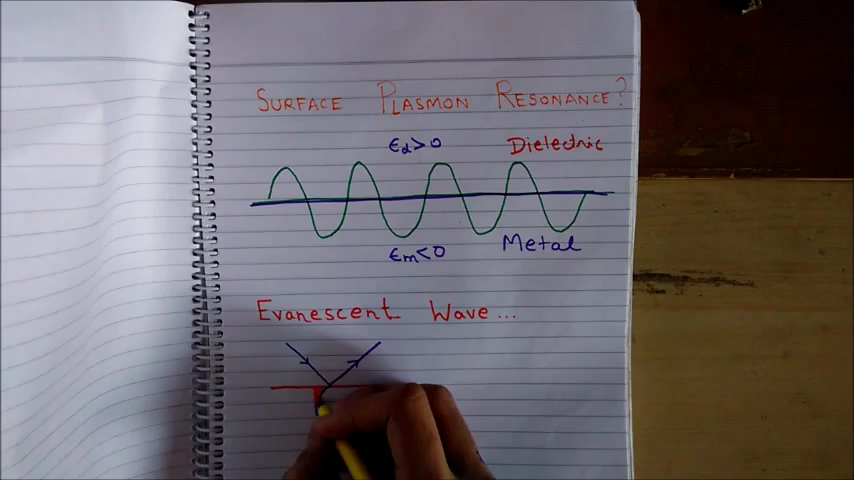 SURFACE PLASMON RESONANCE?
ϵd>0 Dielectric
ϵm<0 Metal
Evanescent Wave...